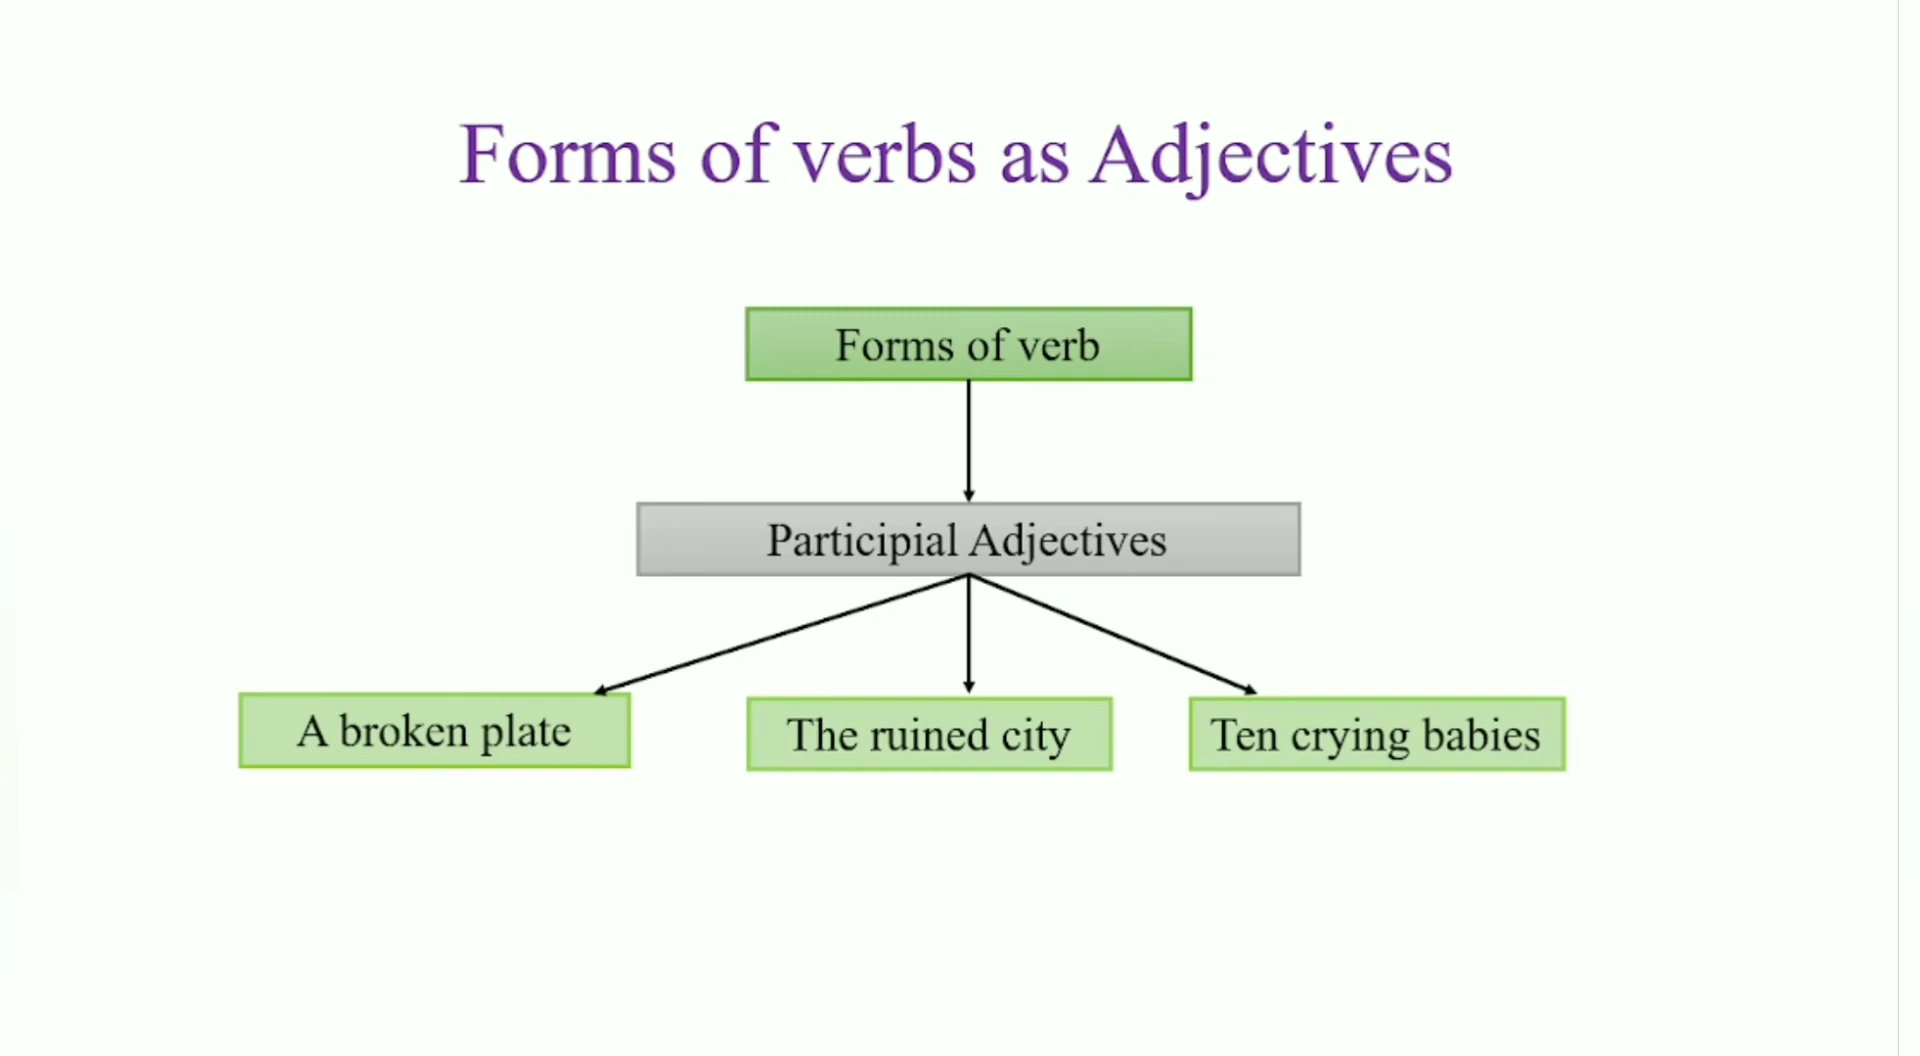 Forms of verbs as Adjectives
Forms of verb
Participial Adjectives
A broken plate
The ruined city
Ten crying babies